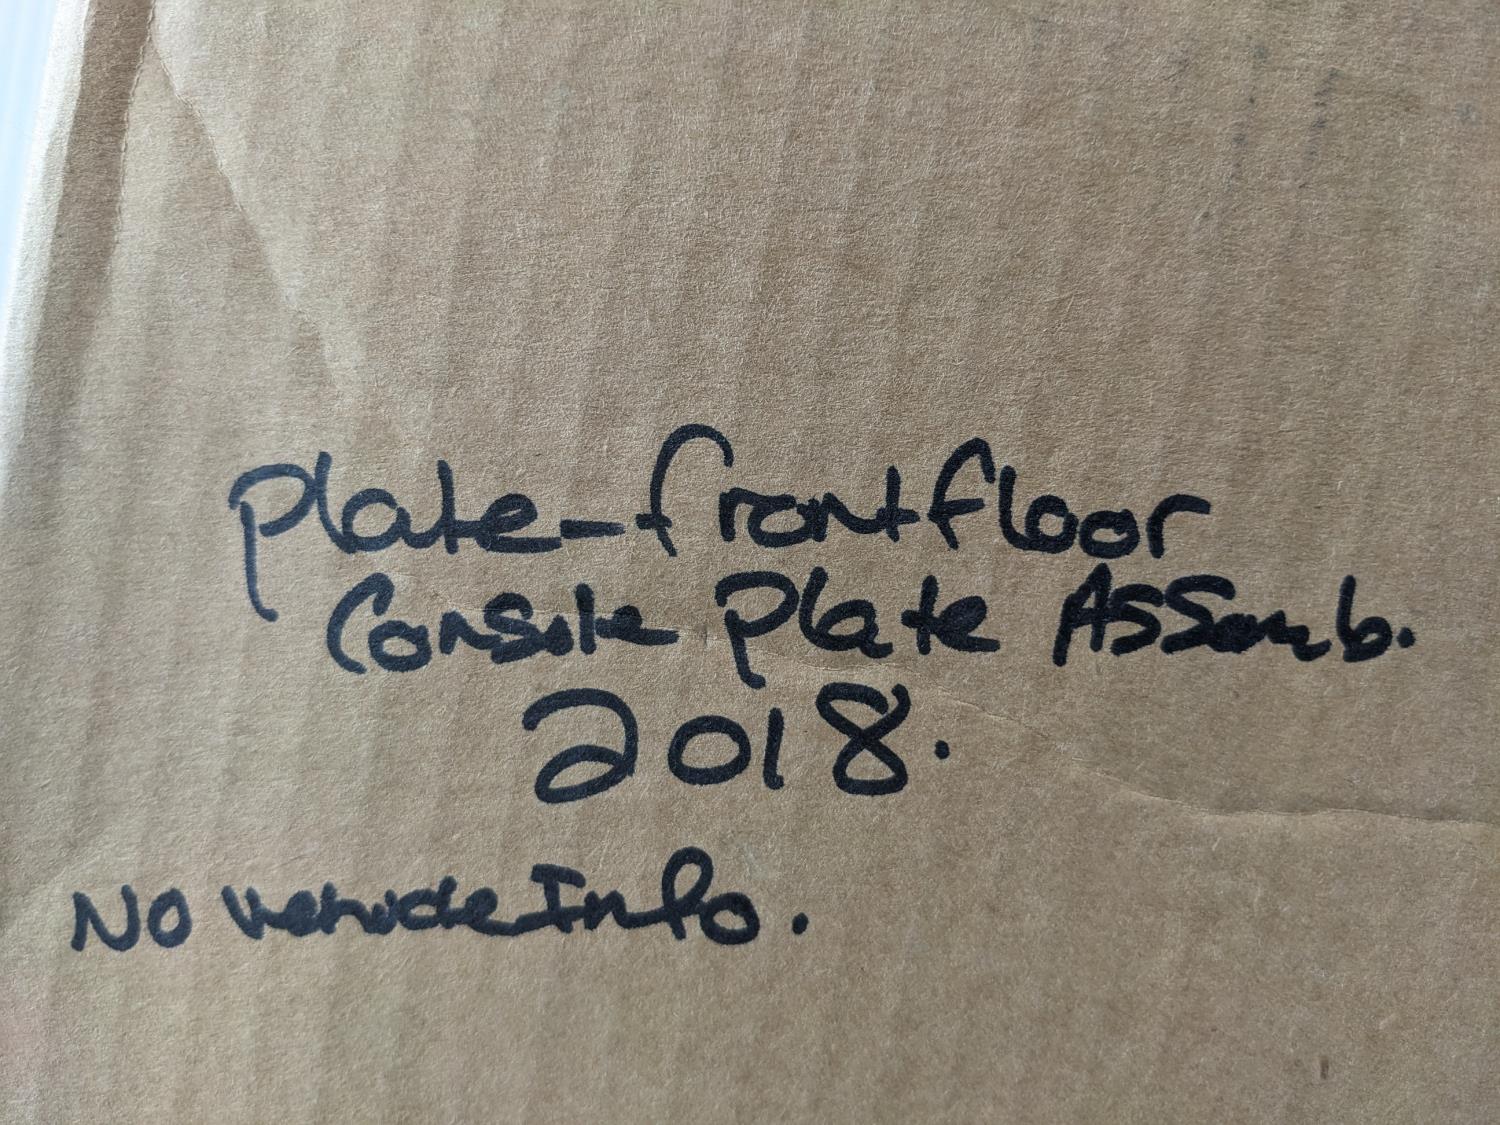 Plate-front floor
Console Plate Assemb.
2018.
No vehicle Info.